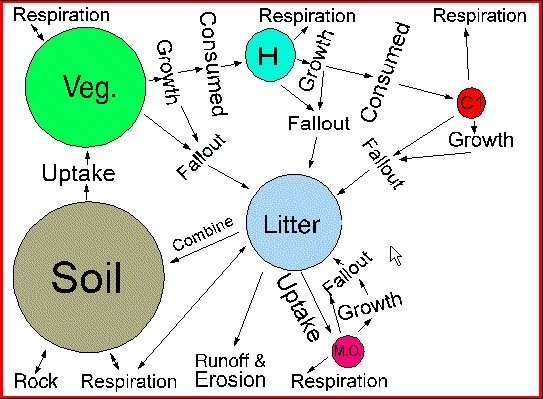 Respiration
Respiration
Respiration
Veg.
Growth
Consumed
H
Growth
Consumed
C1
Growth
Fallout
Fallout
Fallout
Uptake
Litter
Combine
Soil
Uptake
Fallout
Growth
M.O.
Rock
Respiration
Runoff &
Erosion
Respiration